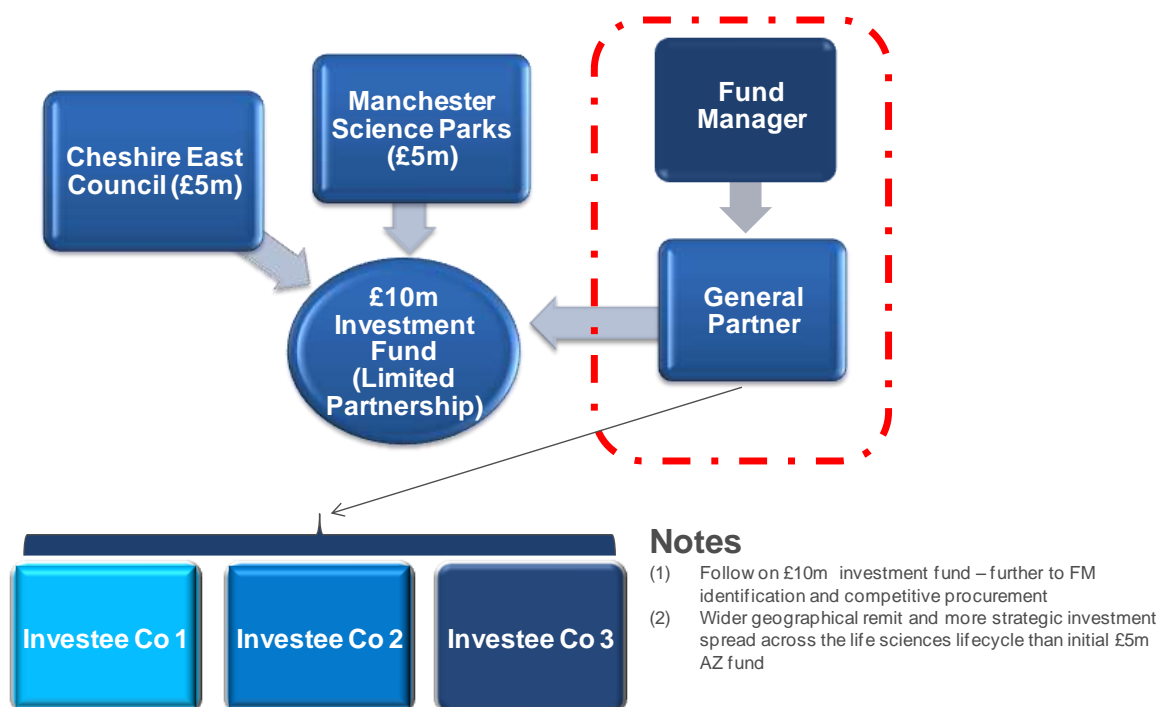 Cheshire East
Council (£5m)
Manchester
Science Parks
(£5m)
Fund
Manager
£10m
Investment
Fund
(Limited
Partnership)
General
Partner
Investee Co 1
Investee Co 2
Investee Co 3
Notes
(1) Follow on £10m investment fund – further to FM
identification and competitive procurement
(2) Wider geographical remit and more strategic investment
spread across the life sciences lifecycle than initial £5m
AZ fund